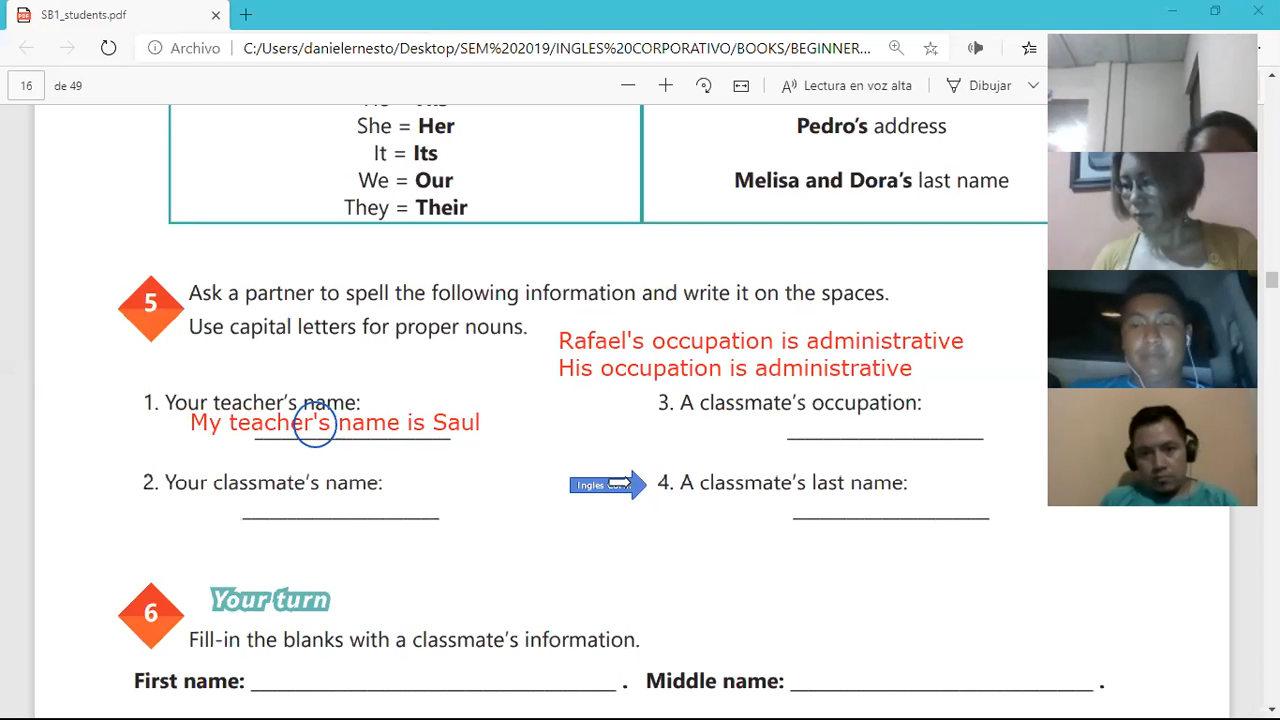 SB1_students.pdf
Archivo
C:/Users/danielernesto/Desktop/SEM%202019/INGLES%20CORPORATIVO/BOOKS/BEGINNER...
16 de 49
Lectura en voz alta
Dibujar
She = Her
It = Its
We = Our
They = Their
Pedro's address
Melisa and Dora's last name
5
Ask a partner to spell the following information and write it on the spaces.
Use capital letters for proper nouns.
Rafael's occupation is administrative
His occupation is administrative
1. Your teacher's name:
My teacher's name is Saul
2. Your classmate's name:
3. A classmate's occupation:
Ingles
4. A classmate's last name:
6
Your turn
Fill-in the blanks with a classmate's information.
First name: ______________________________ .
Middle name: _________________________ .